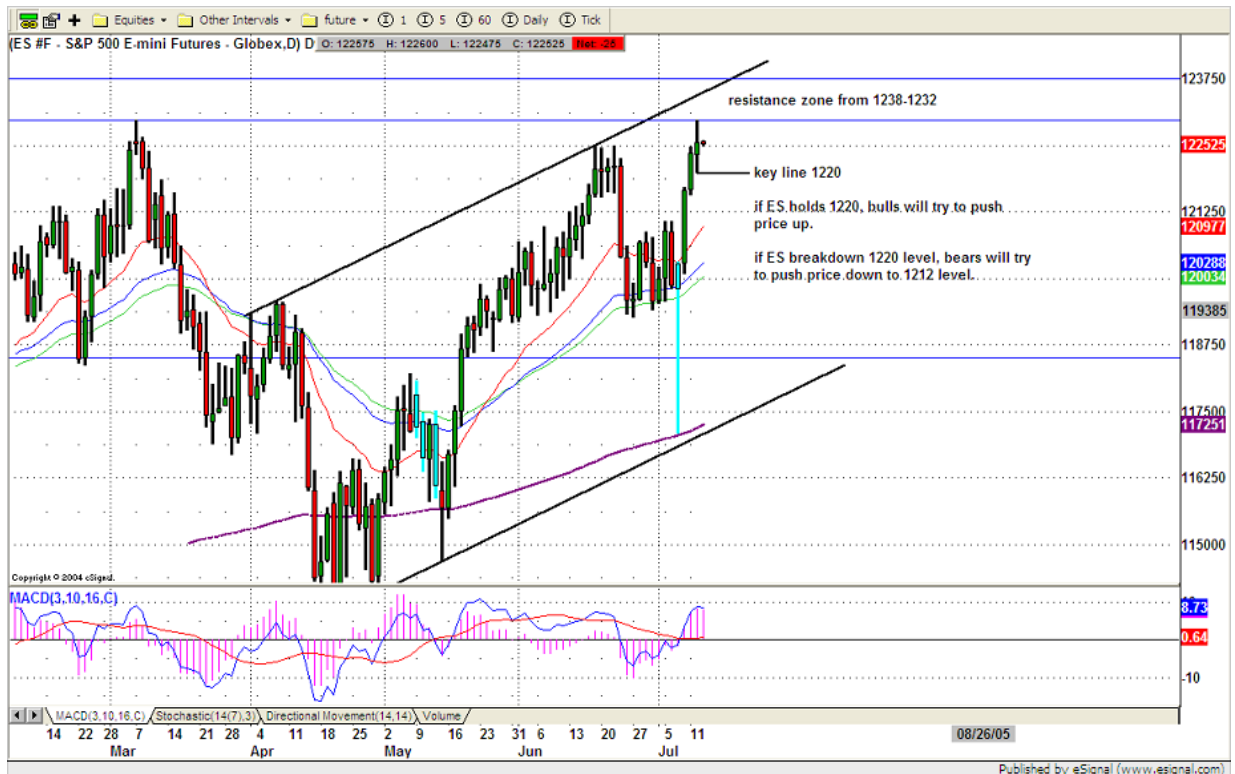 Equities Other Intervals future 1 5 60 Daily Tick
(ES #F - S&P 500 E-mini Futures - Globex,D) D O: 122575 H: 122600 L: 122475 C: 122525 Net: -25
123750
resistance zone from 1238-1232
122525
key line 1220
if ES holds 1220, bulls will try to push
price up.
121250
120977
if ES breakdown 1220 level, bears will try
to push price down to 1212 level.
120288
120034
119385
118750
117500
117251
116250
115000
Copyright © 2004 eSignal.
MACD(3,10,16,C)
8.73
0.64
-10
MACD(3,10,16,C) Stochastic(14(7),3) Directional Movement(14,14) Volume
14 22 28 7 14 21 28 4 11 18 25 2 9 16 23 31 6 13 20 27 5 11 08/26/05
Mar Apr May Jun Jul
Published by eSignal (www.esignal.com)